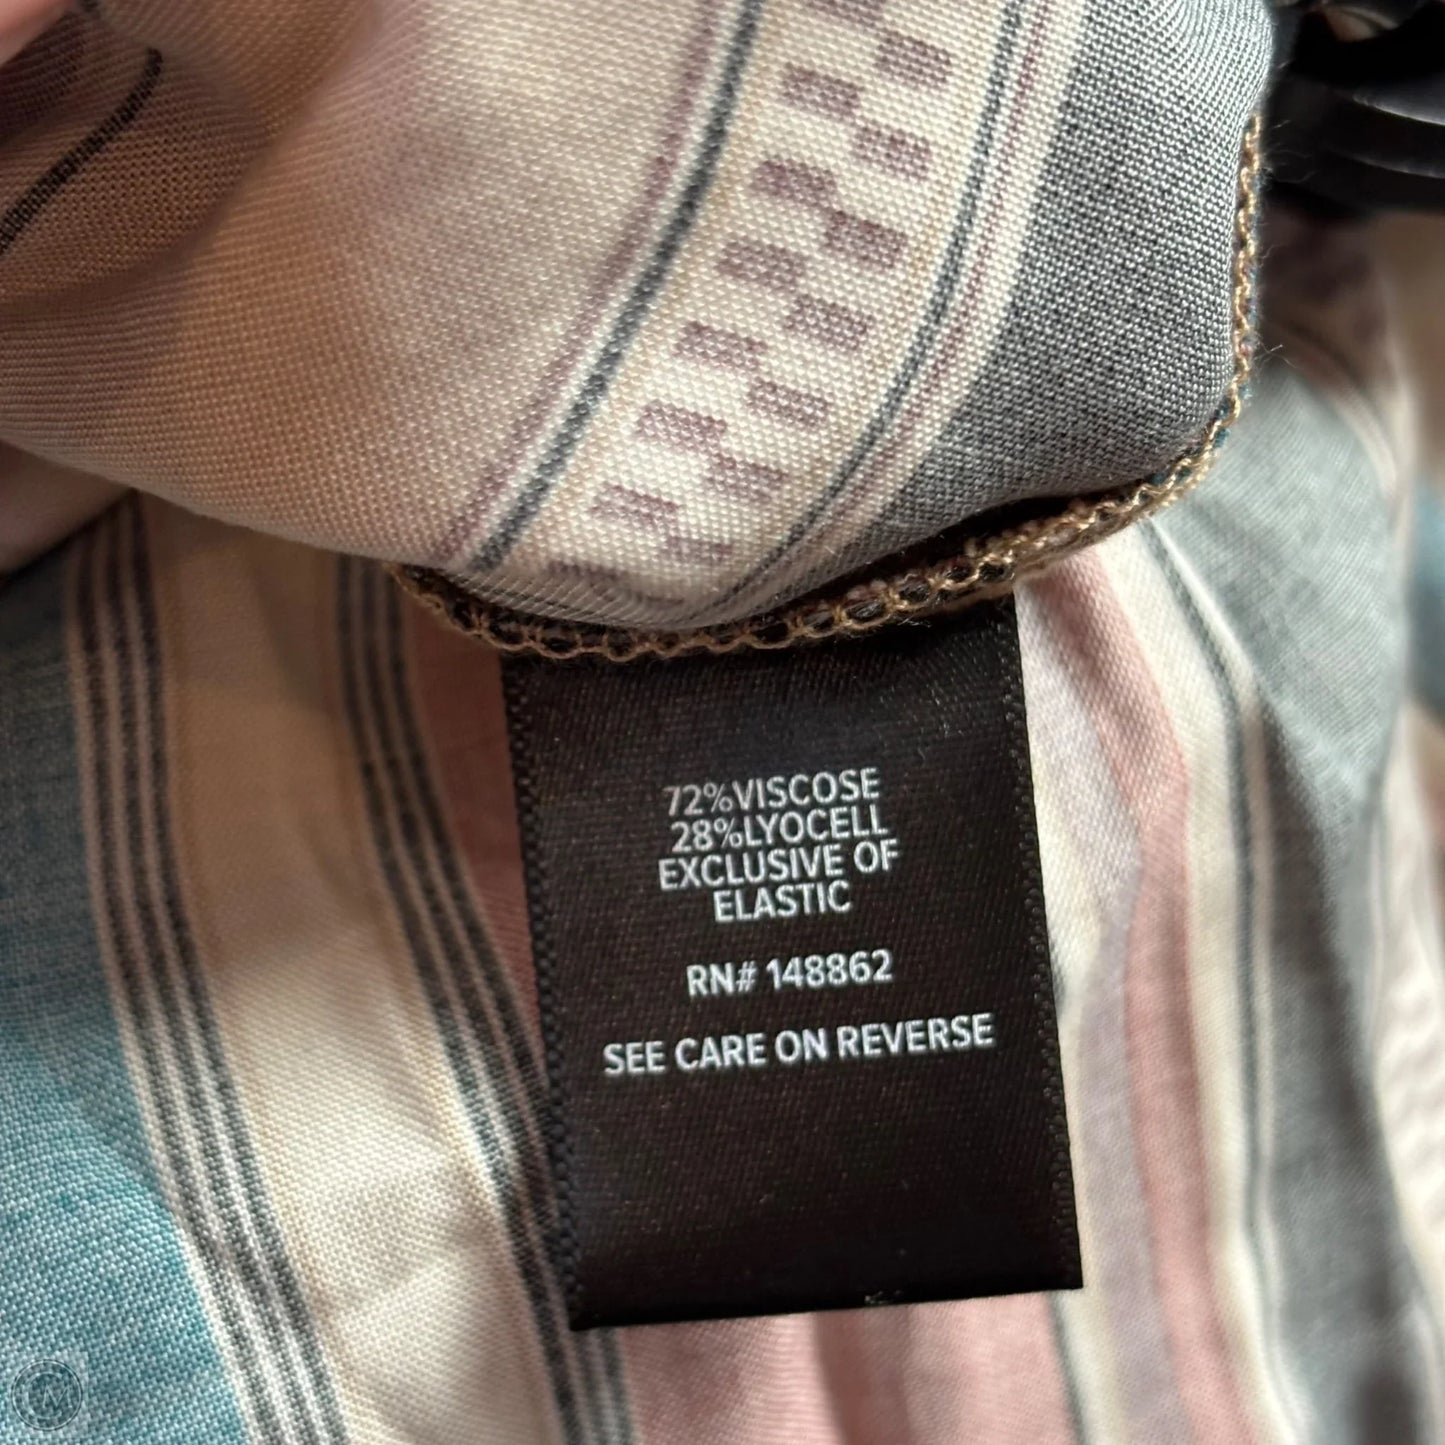 72%VISCOSE
28%LYOCELL
EXCLUSIVE OF
ELASTIC
RN# 148862
SEE CARE ON REVERSE